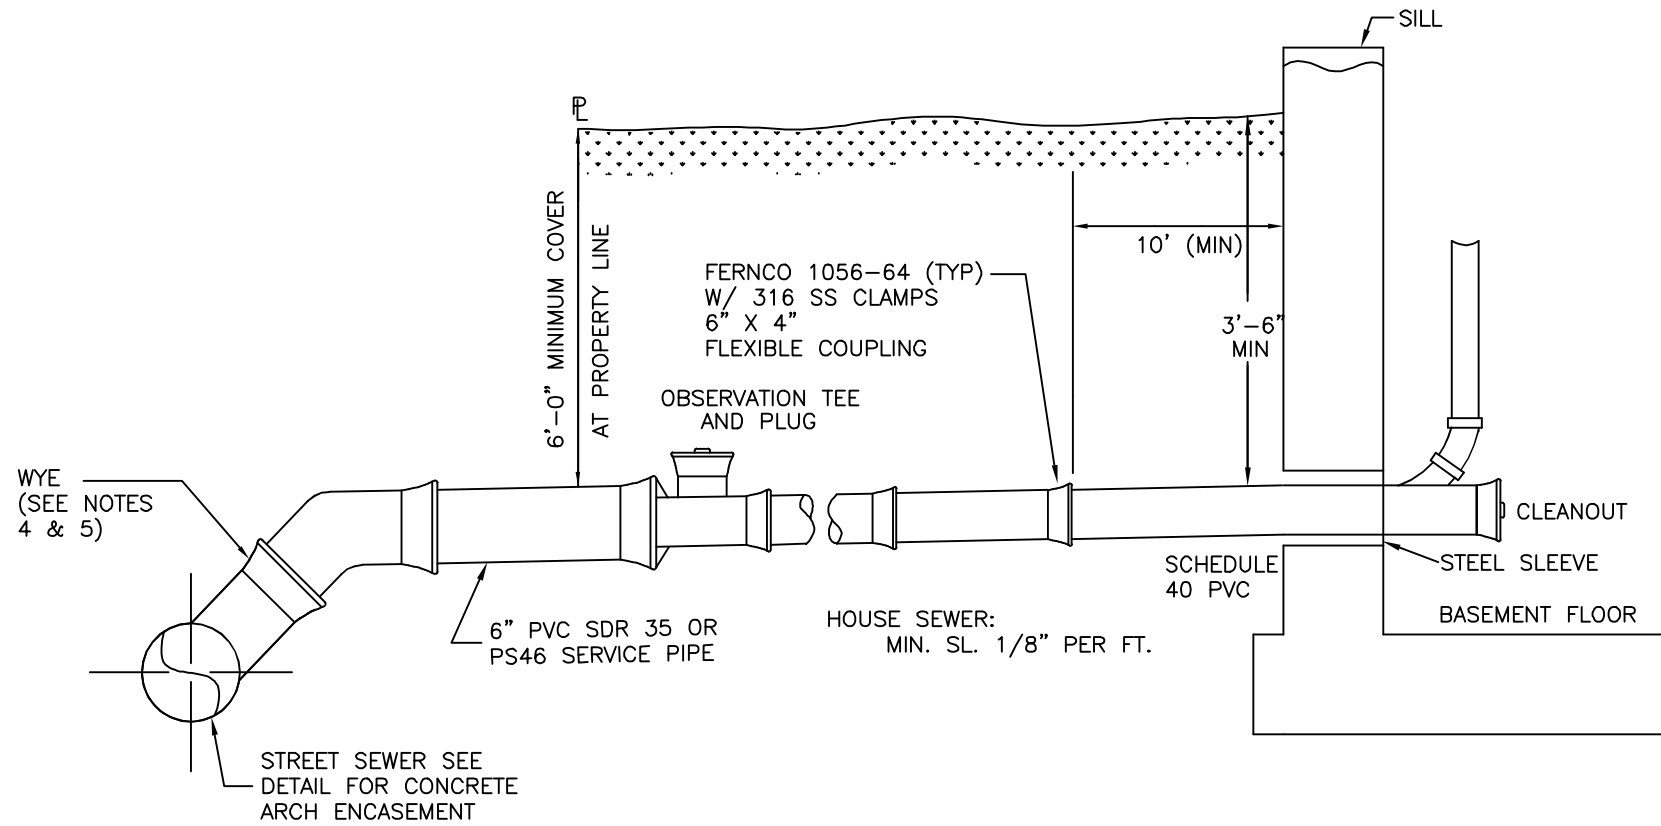 SILL
PL
6'-0" MINIMUM COVER
AT PROPERTY LINE
10' (MIN)
FERNCO 1056-64 (TYP)
W/ 316 SS CLAMPS
6" X 4"
FLEXIBLE COUPLING
3'-6"
MIN
OBSERVATION TEE
AND PLUG
WYE
(SEE NOTES
4 & 5)
CLEANOUT
STEEL SLEEVE
SCHEDULE
40 PVC
BASEMENT FLOOR
HOUSE SEWER:
MIN. SL. 1/8" PER FT.
6" PVC SDR 35 OR
PS46 SERVICE PIPE
STREET SEWER SEE
DETAIL FOR CONCRETE
ARCH ENCASEMENT